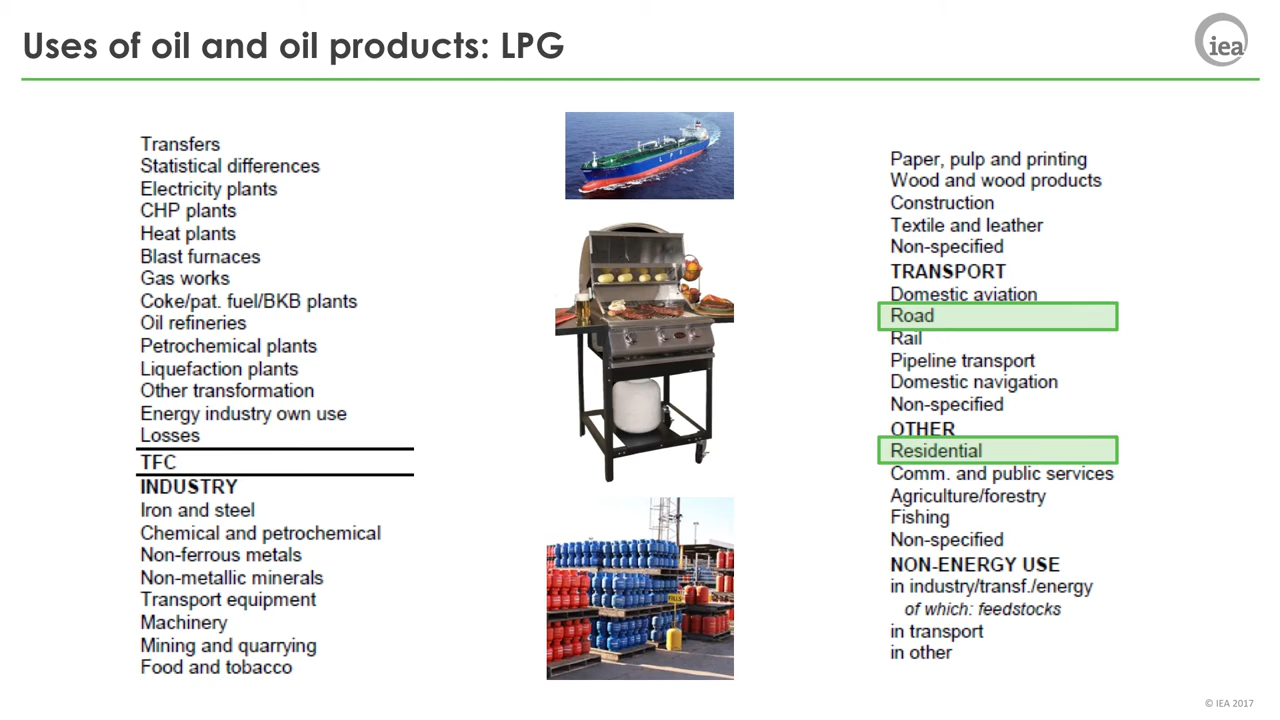 Uses of oil and oil products: LPG
iea
Transfers
Statistical differences
Electricity plants
CHP plants
Heat plants
Blast furnaces
Gas works
Coke/pat. fuel/BKB plants
Oil refineries
Petrochemical plants
Liquefaction plants
Other transformation
Energy industry own use
Losses
TFC
INDUSTRY
Iron and steel
Chemical and petrochemical
Non-ferrous metals
Non-metallic minerals
Transport equipment
Machinery
Mining and quarrying
Food and tobacco
LPG
Paper, pulp and printing
Wood and wood products
Construction
Textile and leather
Non-specified
TRANSPORT
Domestic aviation
Road
Rail
Pipeline transport
Domestic navigation
Non-specified
OTHER
Residential
Comm. and public services
Agriculture/forestry
Fishing
Non-specified
NON-ENERGY USE
in industry/transf./energy
of which: feedstocks
in transport
in other
© IEA 2017